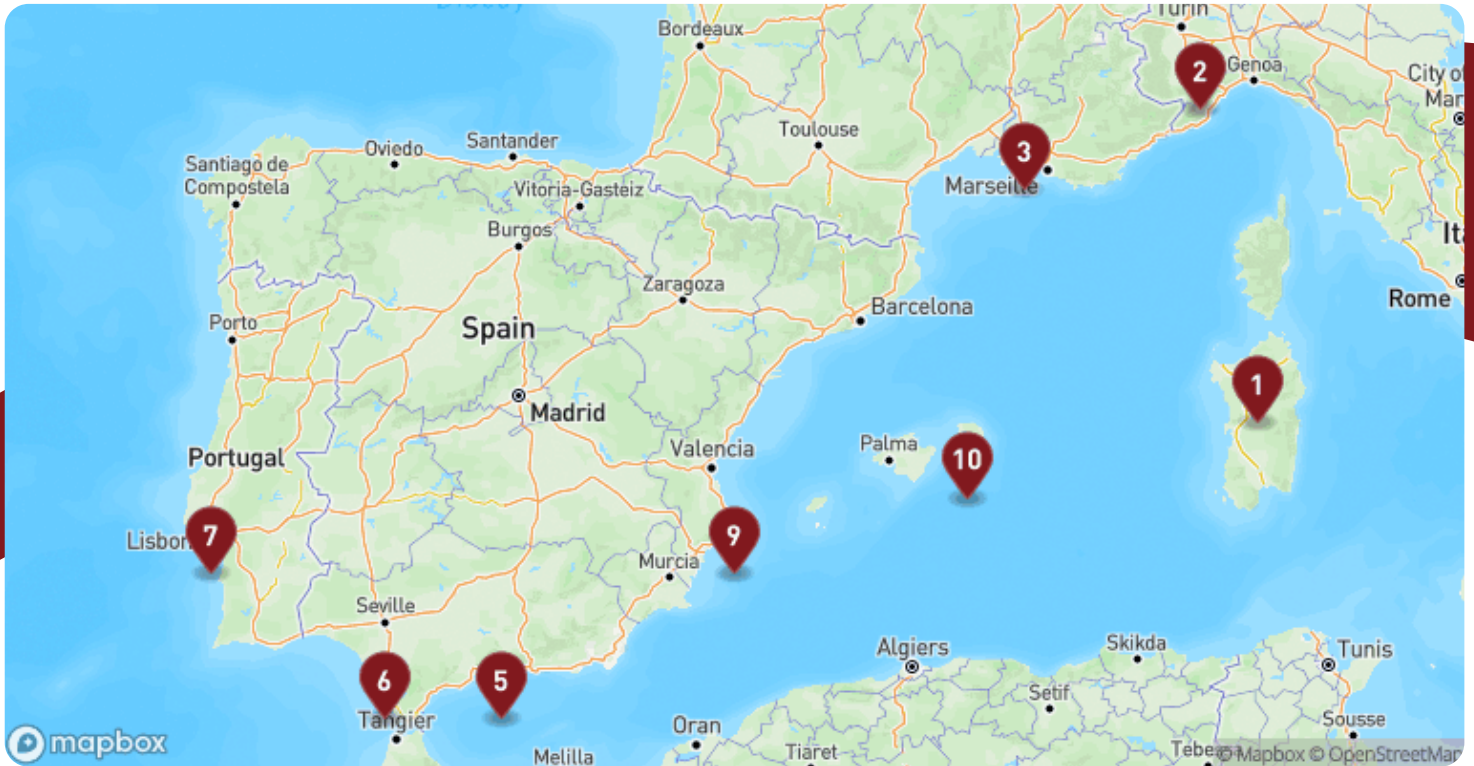 Biscay
Turin
Bordeaux
2
Genoa
City of
Mar
Toulouse
3
Marseille
Santander
Oviedo
Santiago de
Compostela
Vitoria-Gasteiz
Burgos
Ita
Zaragoza
Rome
Barcelona
Porto
Spain
1
Madrid
Palma
10
Valencia
Portugal
7
Lisbon
9
Murcia
Seville
Algiers
Skikda
Tunis
6
5
Setif
Tangier
Oran
Sousse
mapbox
Melilla
Tiaret
Tebe
© Mapbox © OpenStreetMap